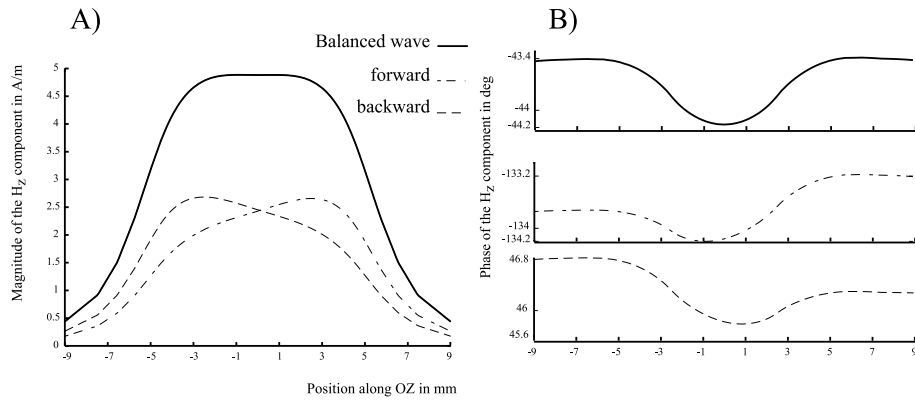 A)
Balanced wave
forward
backward
Magnitude of the HZ component in A/m
5
4.5
4
3.5
3
2.5
2
1.5
1
0.5
0
-9 -7 -5 -3 -1 1 3 5 7 9
Position along OZ in mm
B)
Phase of the HZ component in deg
-43.4
-44
-44.2
-133.2
-134
-134.2
46.8
46
45.6
-9 -7 -5 -3 -1 1 3 5 7 9